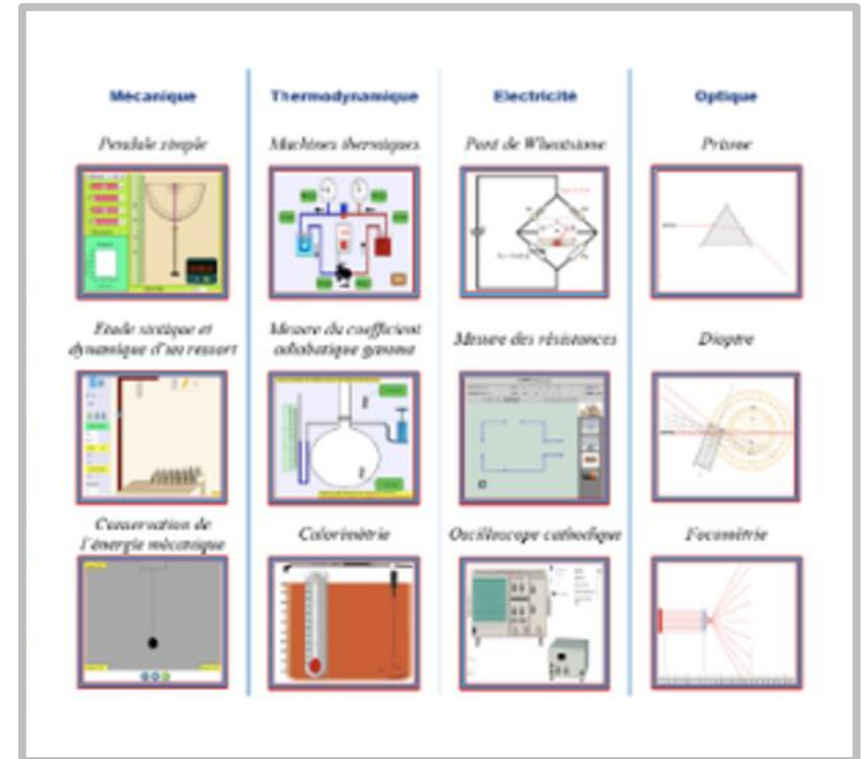 Mécanique
Thermodynamique
Electricité
Optique
Pendule simple
Machines thermiques
Pont de Wheatstone
Prisme
Etude statique et
dynamique d'un ressort
Mesure du coefficient
adiabatique gamma
Mesure des résistances
Dioptre
Conservation de
l'énergie mécanique
Calorimétrie
Oscilloscope cathodique
Focométrie